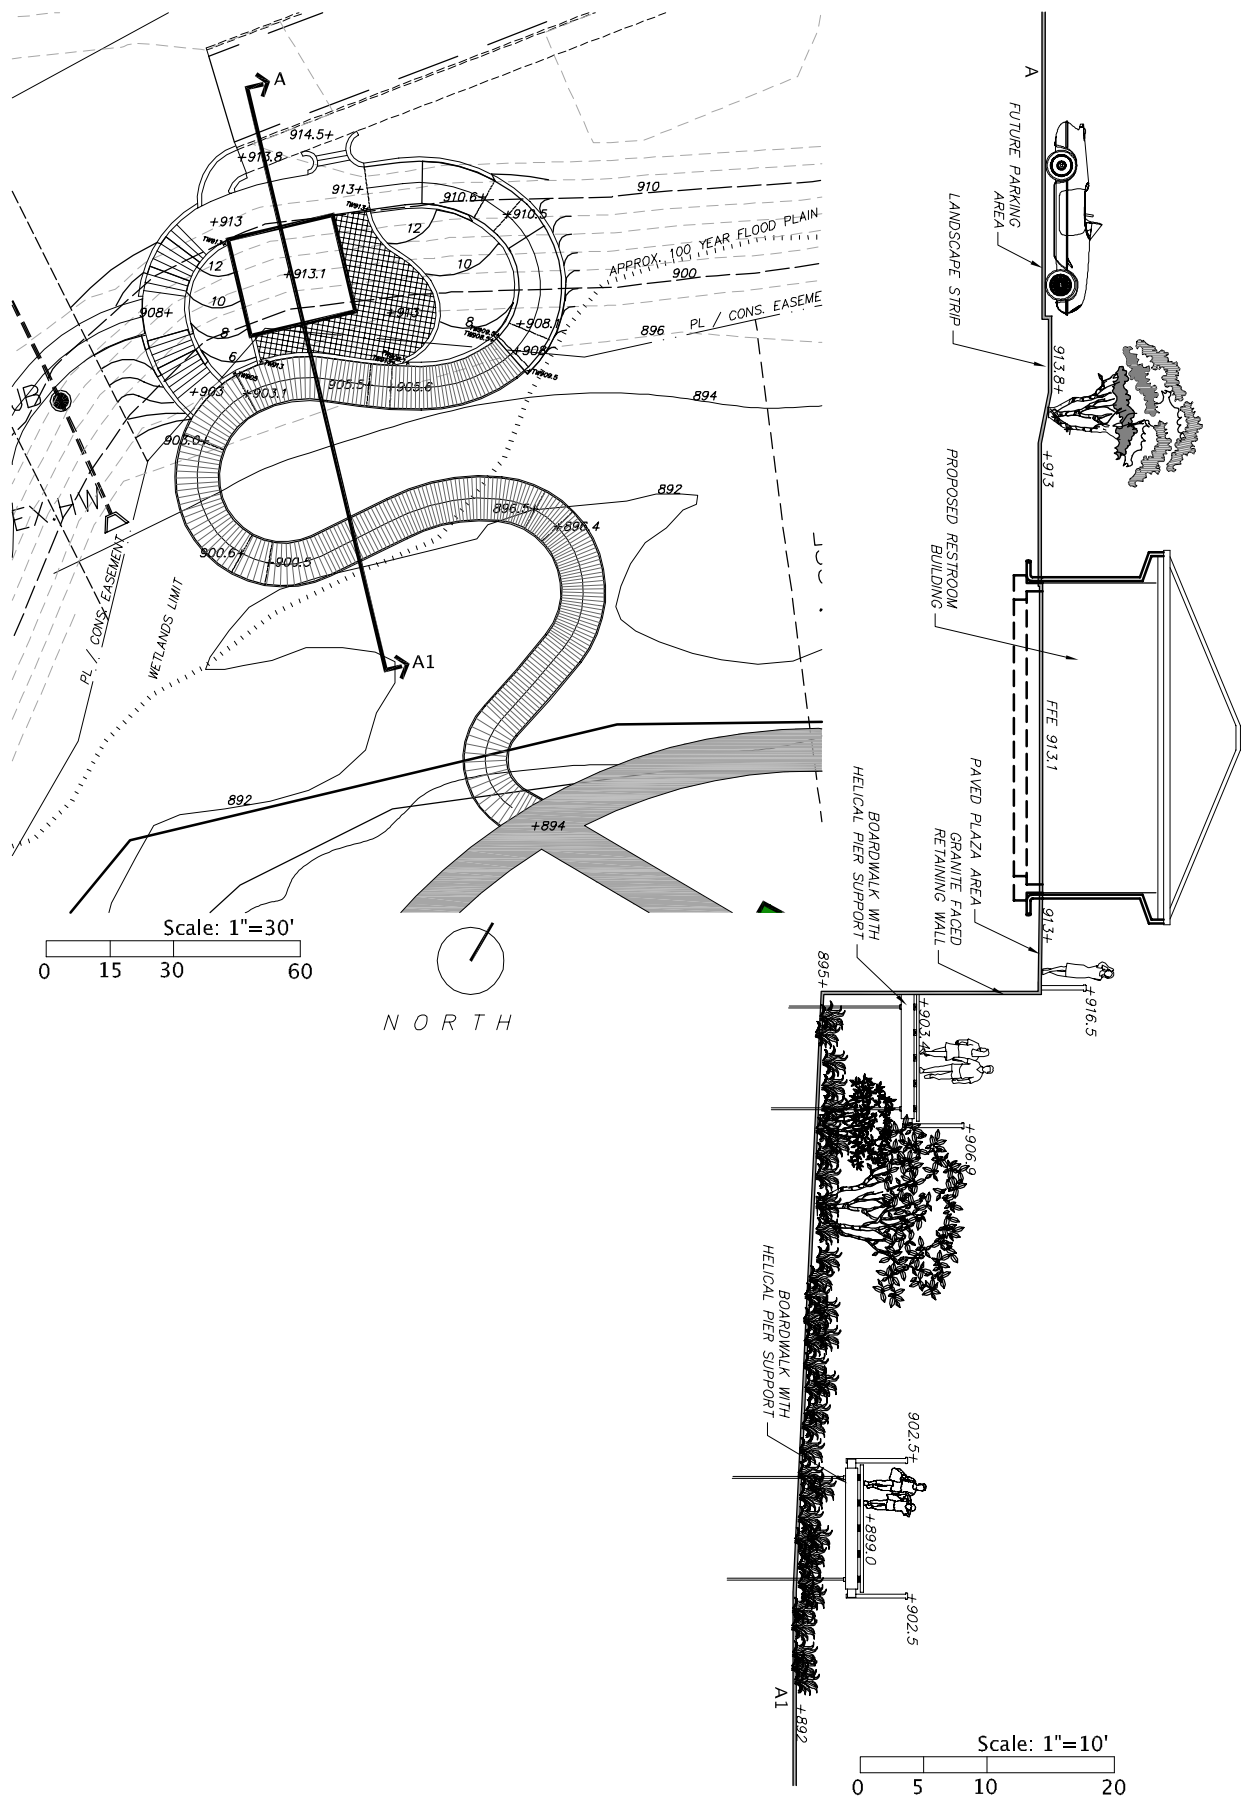 A
914.5+
+913.8
913+
910.6+
+910.5
910
+913
12
12
APPROX. 100 YEAR FLOOD PLAIN
10
+913.1
900
10
908+
+913
8
+908.1
PL / CONS. EASEME
896
8
6
+908
+903
+903.1
905.5+
+905.6
894
JB
903.0+
892
896.5+
+896.4
EX. HW
900.6+
+900.5
PL / CONS. EASEMENT
WETLANDS LIMIT
A1
892
+894
Scale: 1"=30'
0 15 30 60
NORTH
A
FUTURE PARKING
AREA
LANDSCAPE STRIP
913.8+
+913
PROPOSED RESTROOM
BUILDING
FFE 913.1
PAVED PLAZA AREA
GRANITE FACED
RETAINING WALL
913+
+916.5
BOARDWALK WITH
HELICAL PIER SUPPORT
895+
+903.4
+906.9
BOARDWALK WITH
HELICAL PIER SUPPORT
902.5+
+899.0
+902.5
A1
+892
Scale: 1"=10'
0 5 10 20